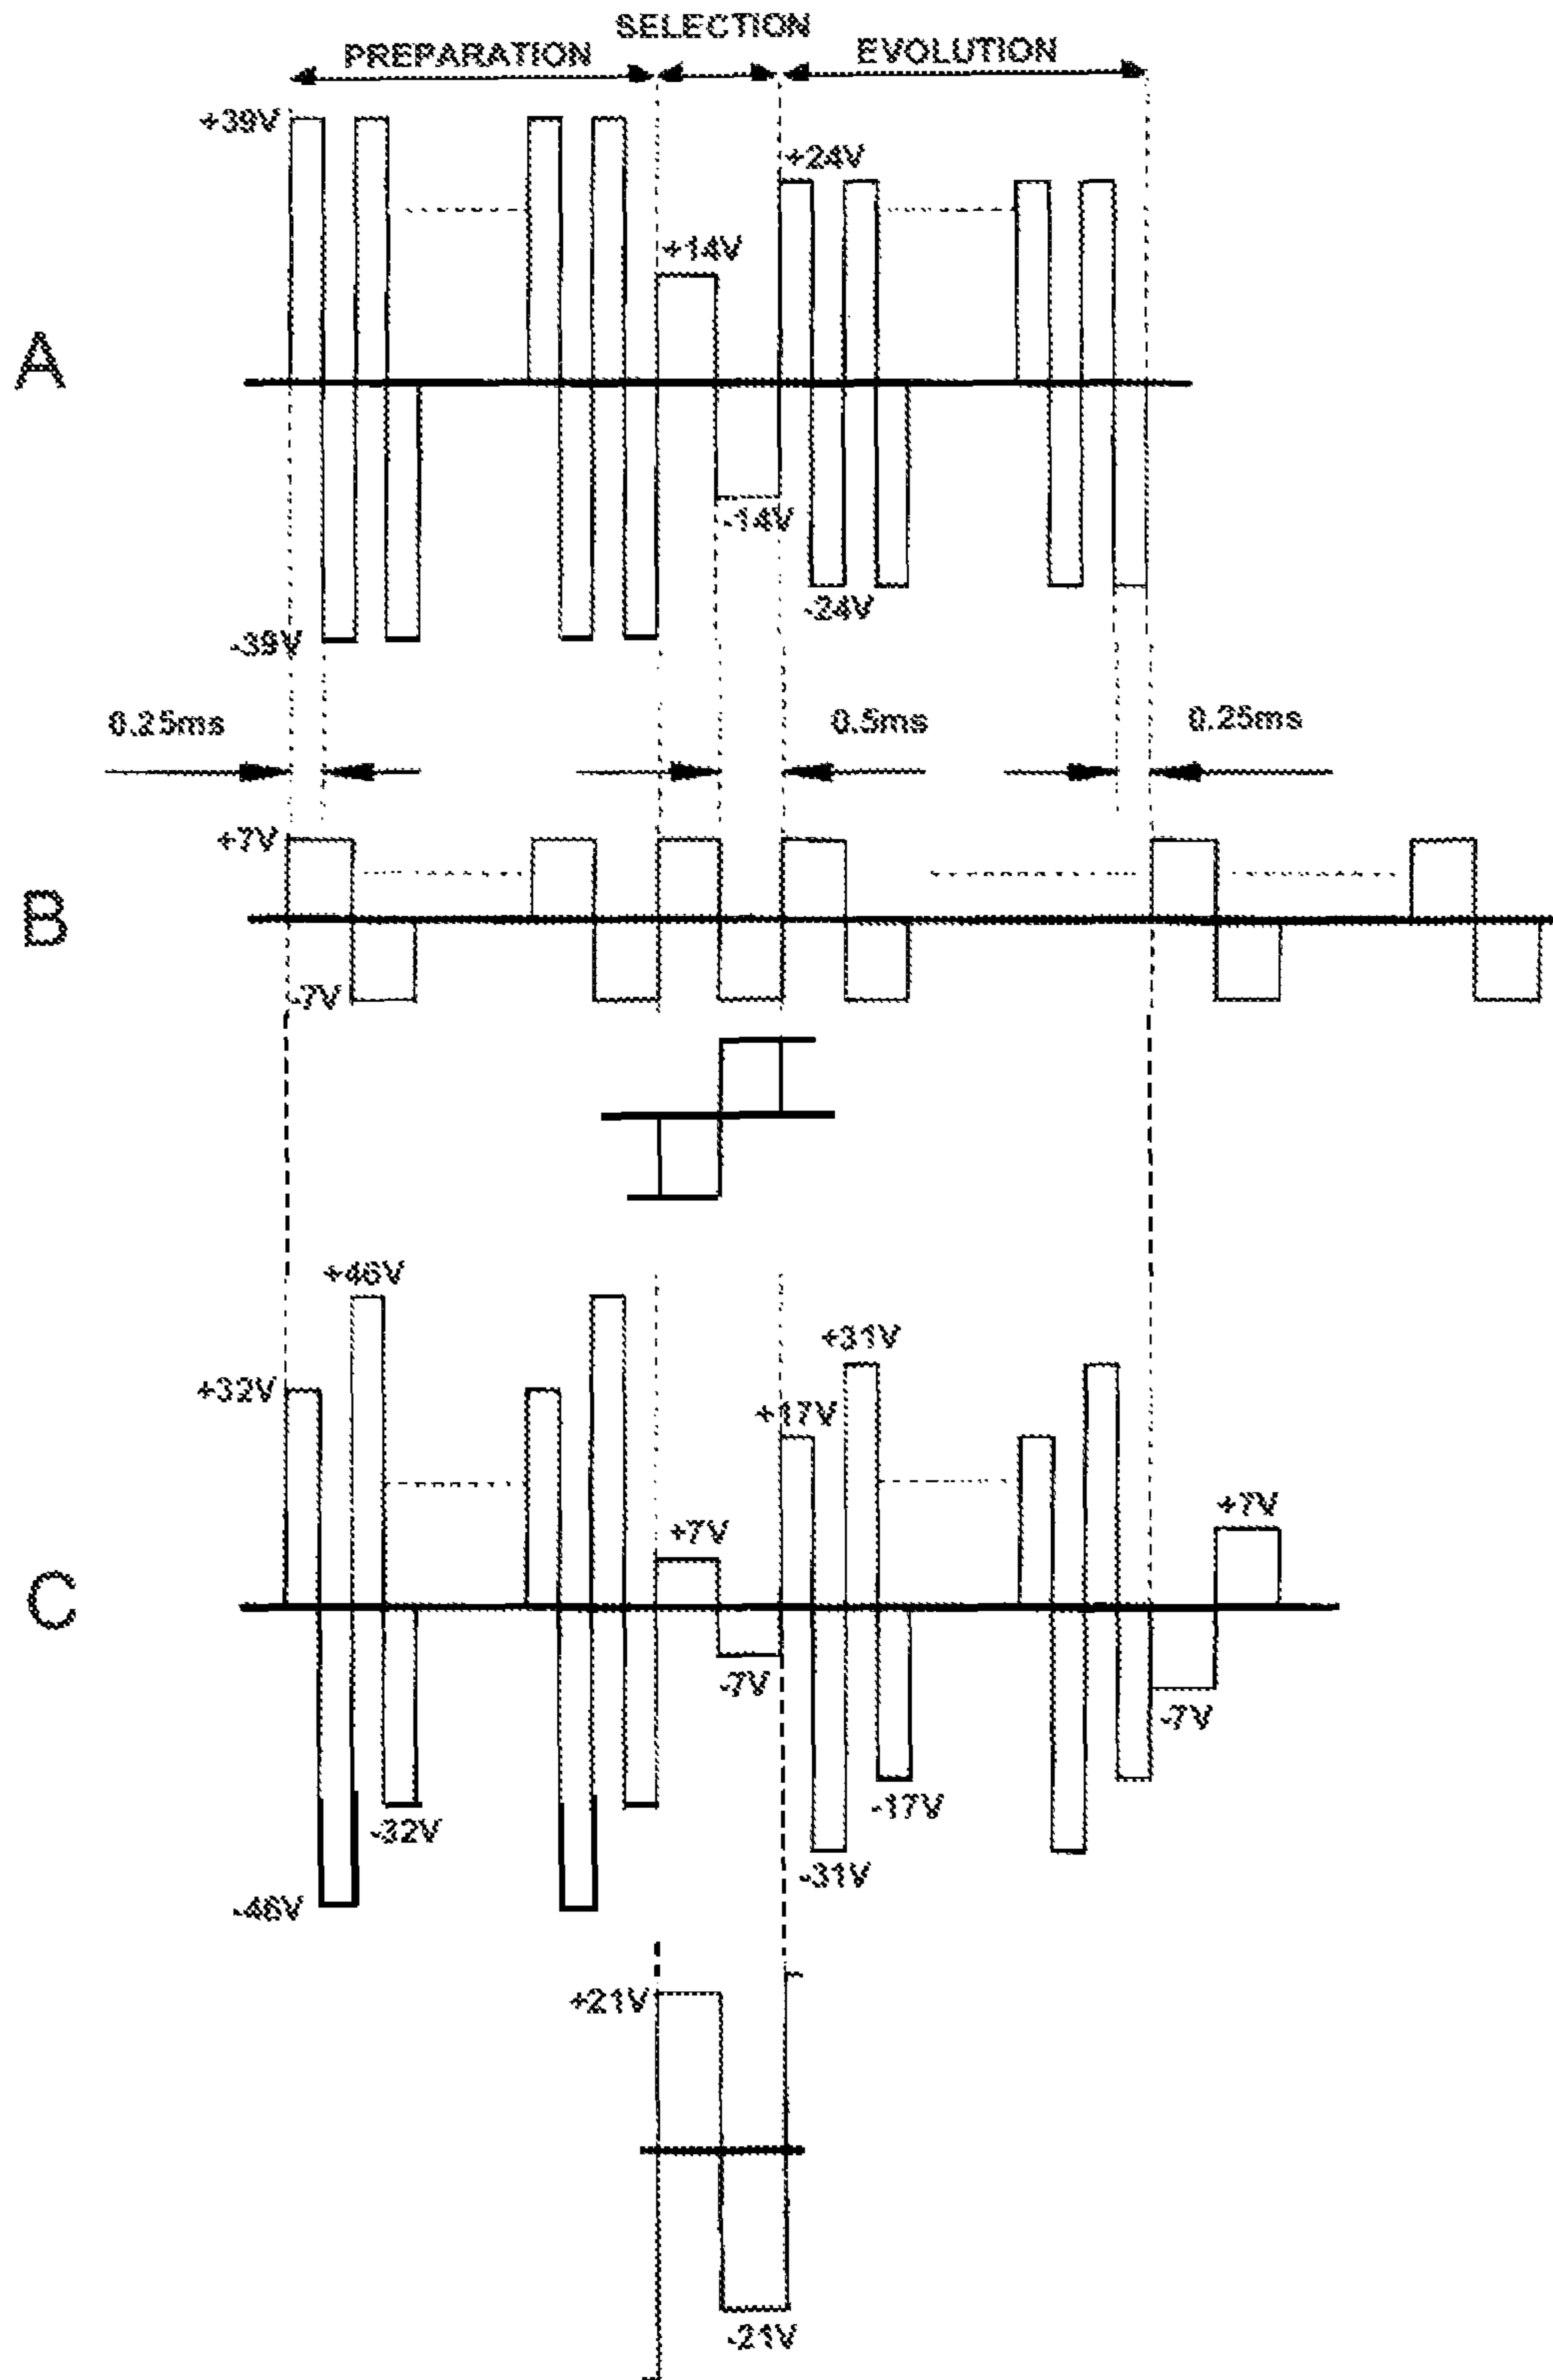 SELECTION
PREPARATION
EVOLUTION
+39V
+24V
+14V
A
-14V
-24V
-39V
0.25ms
0.5ms
0.25ms
+7V
B
-7V
+46V
+31V
+32V
+17V
+7V
+7V
C
-7V
-7V
-17V
-32V
-31V
-46V
+21V
-21V